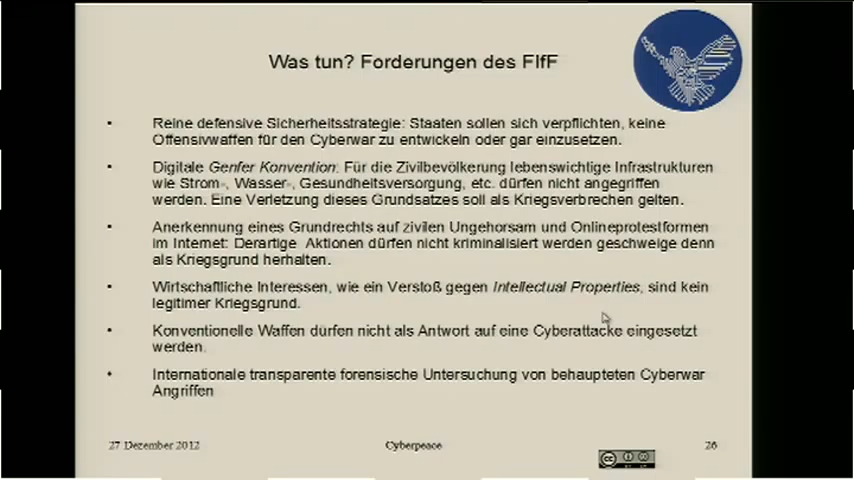 Was tun? Forderungen des FIfF
• Reine defensive Sicherheitsstrategie: Staaten sollen sich verpflichten, keine
Offensivwaffen für den Cyberwar zu entwickeln oder gar einzusetzen.
• Digitale Genfer Konvention: Für die Zivilbevölkerung lebenswichtige Infrastrukturen
wie Strom-, Wasser-, Gesundheitsversorgung, etc. dürfen nicht angegriffen
werden. Eine Verletzung dieses Grundsatzes soll als Kriegsverbrechen gelten.
• Anerkennung eines Grundrechts auf zivilen Ungehorsam und Onlineprotestformen
im Internet: Derartige Aktionen dürfen nicht kriminalisiert werden geschweige denn
als Kriegsgrund herhalten.
• Wirtschaftliche Interessen, wie ein Verstoß gegen Intellectual Properties, sind kein
legitimer Kriegsgrund.
• Konventionelle Waffen dürfen nicht als Antwort auf eine Cyberattacke eingesetzt
werden.
• Internationale transparente forensische Untersuchung von behaupteten Cyberwar
Angriffen
27 Dezember 2012 Cyberpeace 26
cc